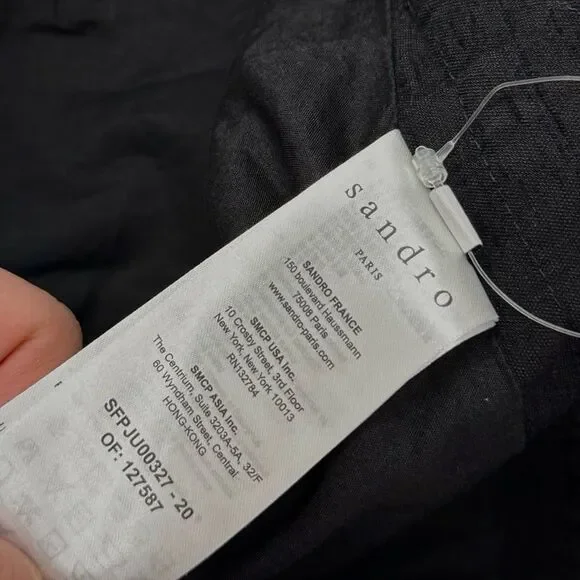 sandro
PARIS
SANDRO FRANCE
150 boulevard Haussmann
75008 Paris
www.sandro-paris.com
SMCP USA Inc.
10 Crosby Street, 3rd Floor
New York, New York 10013
RN132784
SMCP ASIA Inc.
The Centrium, Suite 3203A-5A, 32/F
60 Wyndham Street, Central
HONG-KONG
SFPJU00327 - 20
OF: 127587